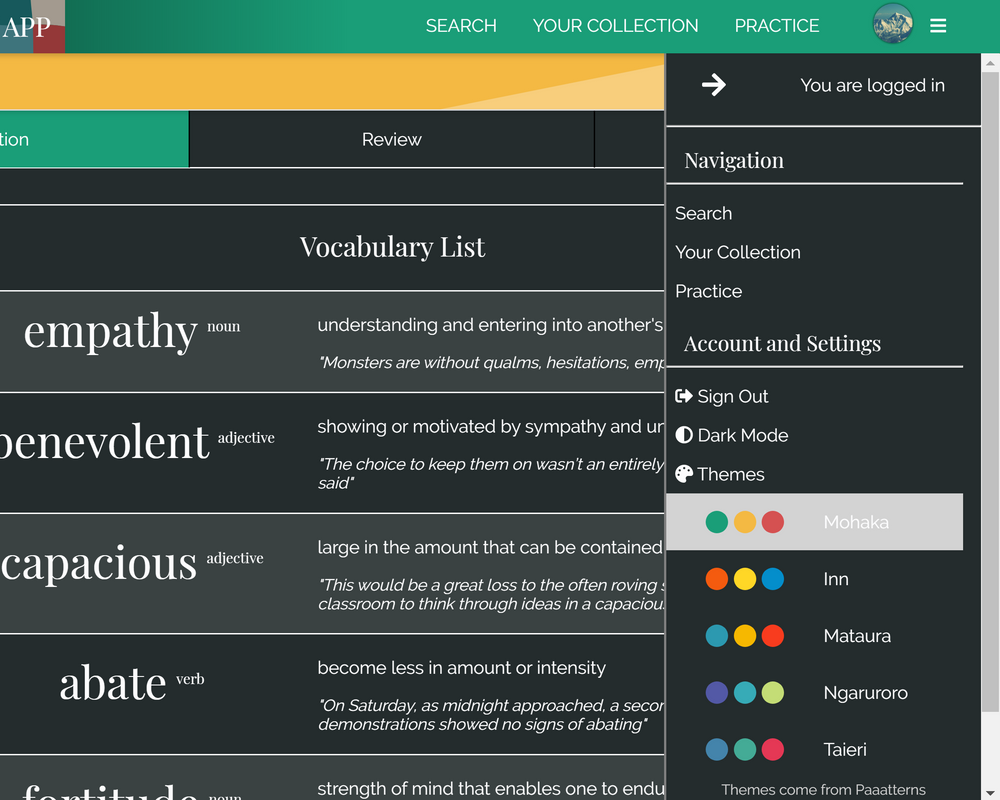 APP SEARCH YOUR COLLECTION PRACTICE
You are logged in
tion Review
Navigation
Search
Your Collection
Practice
Account and Settings
Sign Out
Dark Mode
Themes
Mohaka
Inn
Mataura
Ngaruroro
Taieri
Themes come from Paaatterns
Vocabulary List
empathy noun
understanding and entering into another's
"Monsters are without qualms, hesitations, emp
benevolent adjective
showing or motivated by sympathy and un
"The choice to keep them on wasn't an entirely
said"
capacious adjective
large in the amount that can be contained
"This would be a great loss to the often roving s
classroom to think through ideas in a capaciou
abate verb
become less in amount or intensity
"On Saturday, as midnight approached, a secon
demonstrations showed no signs of abating"
fortitude noun
strength of mind that enables one to endu